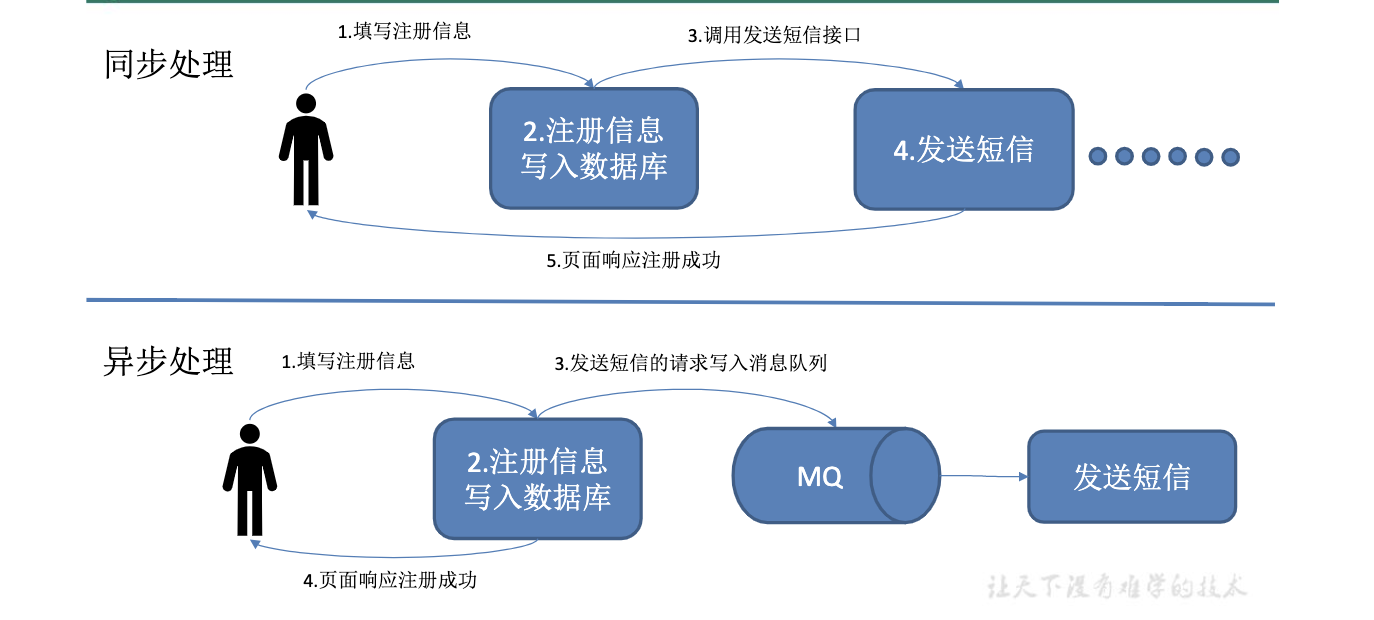 同步处理
1.填写注册信息
3.调用发送短信接口
2.注册信息
写入数据库
4.发送短信
5.页面响应注册成功
异步处理
1.填写注册信息
3.发送短信的请求写入消息队列
2.注册信息
写入数据库
MQ
发送短信
4.页面响应注册成功
让天下没有难学的技术